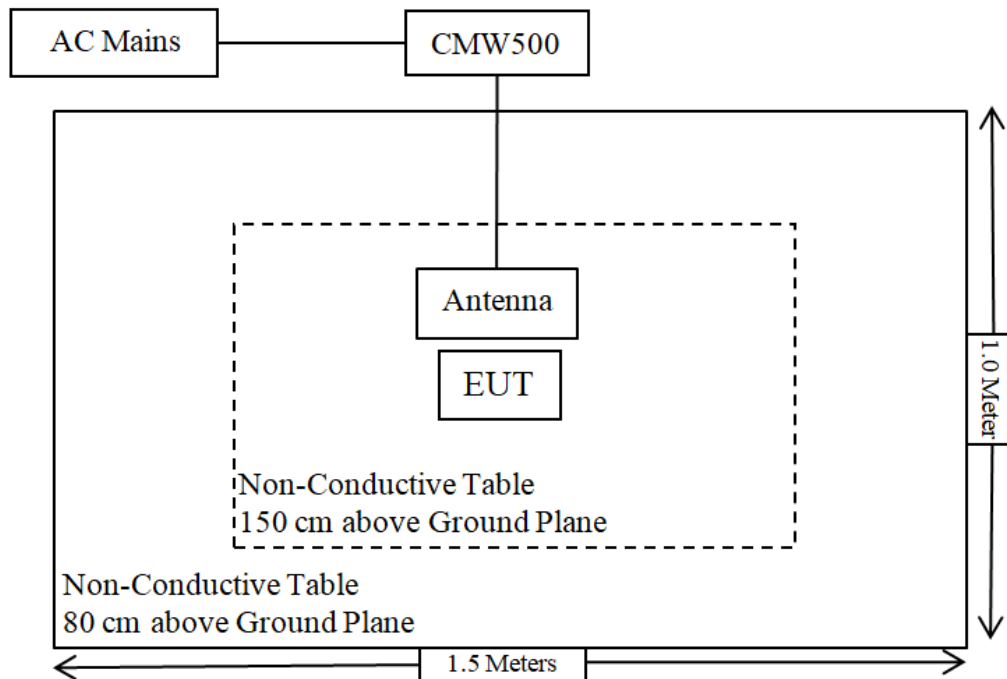 AC Mains
CMW500
Antenna
EUT
1.0 Meter
Non-Conductive Table
150 cm above Ground Plane
Non-Conductive Table
80 cm above Ground Plane
1.5 Meters